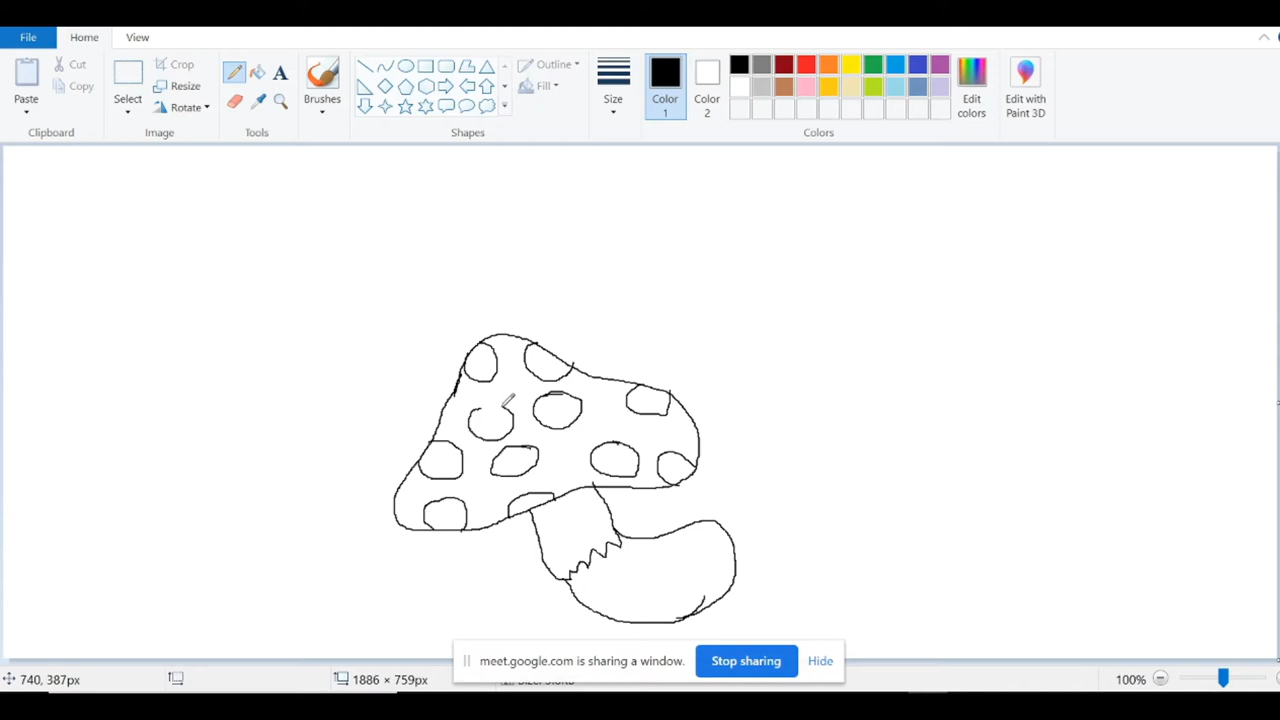 File Home View
Paste Cut Copy Select Crop Resize Rotate Brushes Outline Fill Size Color 1 Color 2 Edit colors Edit with Paint 3D
Clipboard Image Tools Shapes Colors
meet.google.com is sharing a window. Stop sharing Hide
740, 387px 1886 × 759px 100%